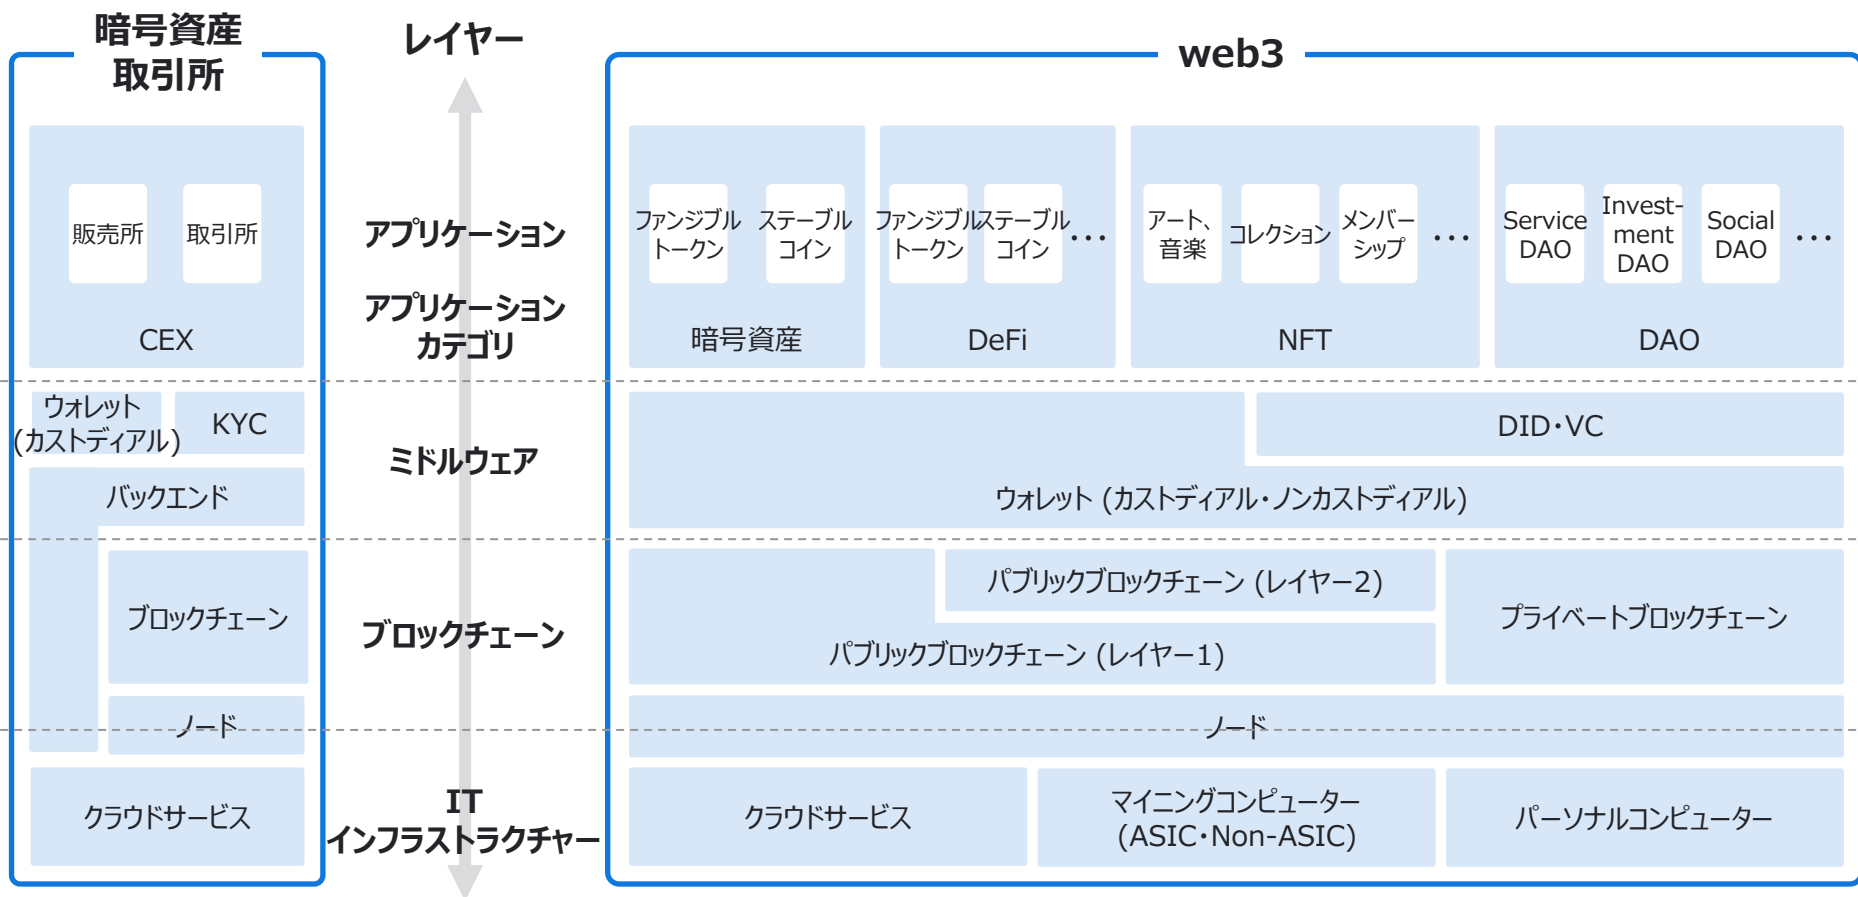 暗号資産
取引所
レイヤー
web3
販売所
取引所
CEX
アプリケーション
アプリケーション
カテゴリ
ファンジブル
トークン
ステーブル
コイン
暗号資産
ファンジブル
トークン
ステーブル
コイン
•••
DeFi
アート、
音楽
コレクション
メンバー
シップ
•••
NFT
Service
DAO
Invest-
ment
DAO
Social
DAO
•••
DAO
ウォレット
(カストディアル)
KYC
バックエンド
ミドルウェア
DID・VC
ウォレット (カストディアル・ノンカストディアル)
ブロックチェーン
ノード
ブロックチェーン
パブリックブロックチェーン (レイヤー2)
パブリックブロックチェーン (レイヤー1)
プライベートブロックチェーン
ノード
クラウドサービス
IT
インフラストラクチャー
クラウドサービス
マイニングコンピューター
(ASIC・Non-ASIC)
パーソナルコンピューター